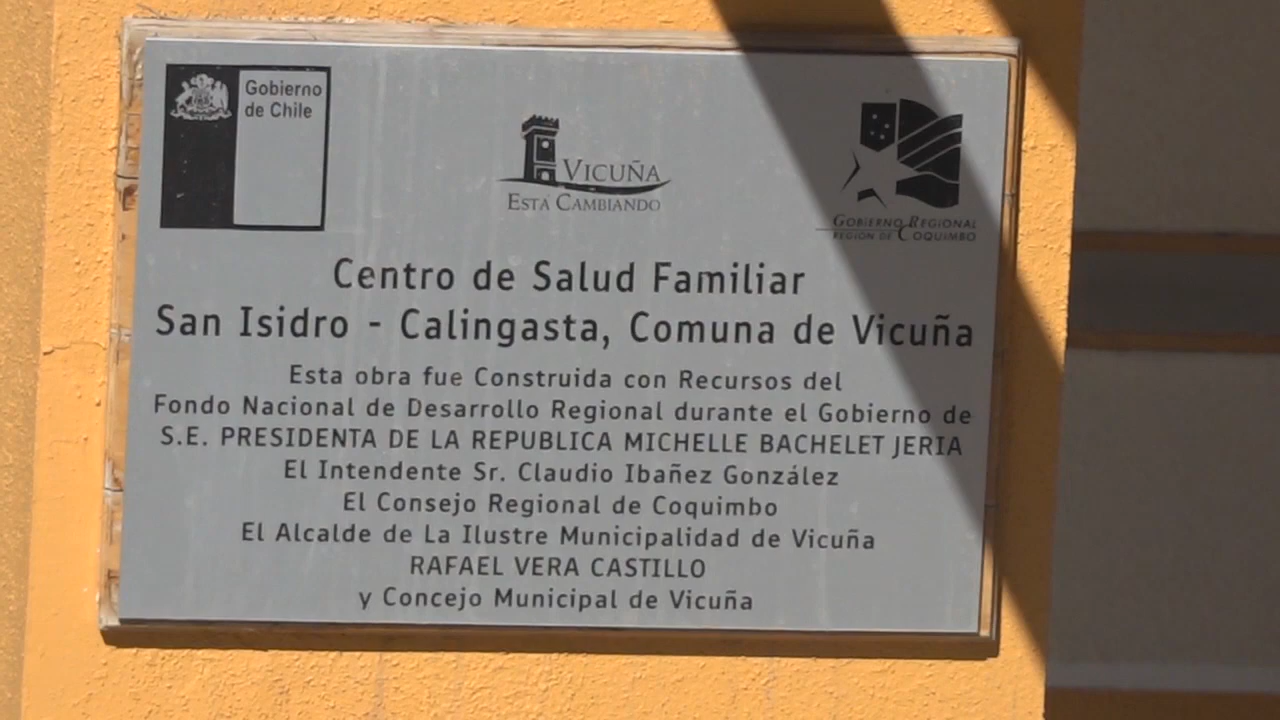 Gobierno
de Chile
VICUÑA
ESTÁ CAMBIANDO
GOBIERNO REGIONAL
REGION DE COQUIMBO
Centro de Salud Familiar
San Isidro - Calingasta, Comuna de Vicuña
Esta obra fue Construida con Recursos del
Fondo Nacional de Desarrollo Regional durante el Gobierno de
S.E. PRESIDENTA DE LA REPUBLICA MICHELLE BACHELET JERIA
El Intendente Sr. Claudio Ibañez González
El Consejo Regional de Coquimbo
El Alcalde de La Ilustre Municipalidad de Vicuña
RAFAEL VERA CASTILLO
y Concejo Municipal de Vicuña